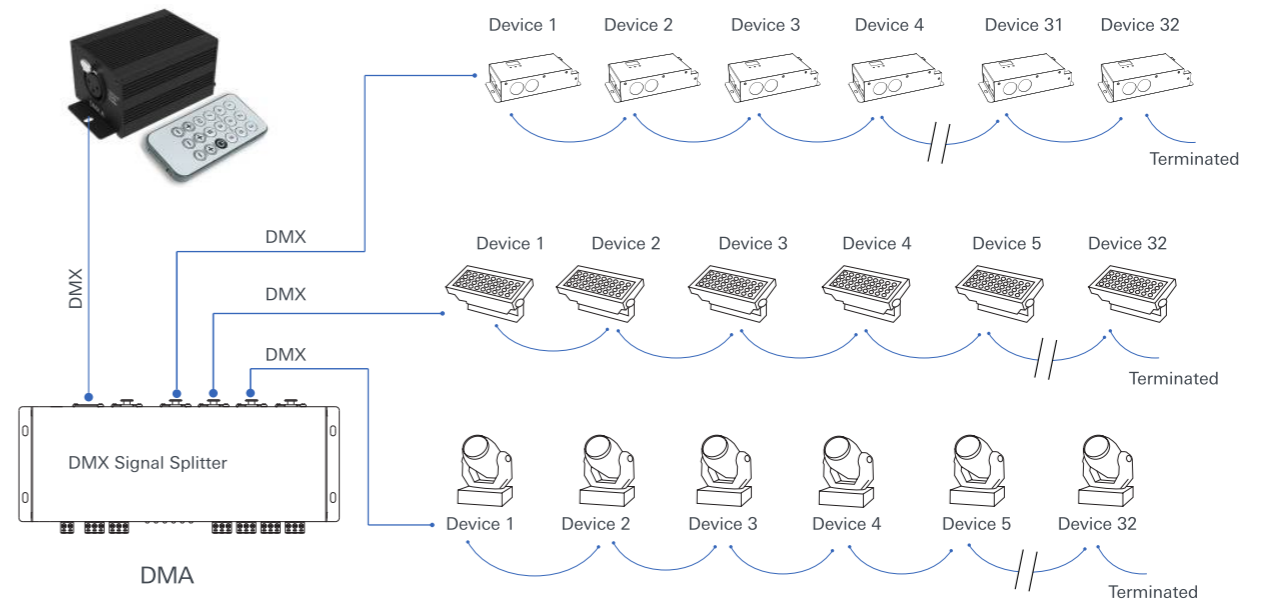 Device 1 Device 2 Device 3 Device 4 Device 31 Device 32
Terminated
DMX
Device 1 Device 2 Device 3 Device 4 Device 5 Device 32
DMX
DMX
DMX
Terminated
DMX Signal Splitter
Device 1 Device 2 Device 3 Device 4 Device 5 Device 32
DMA
Terminated